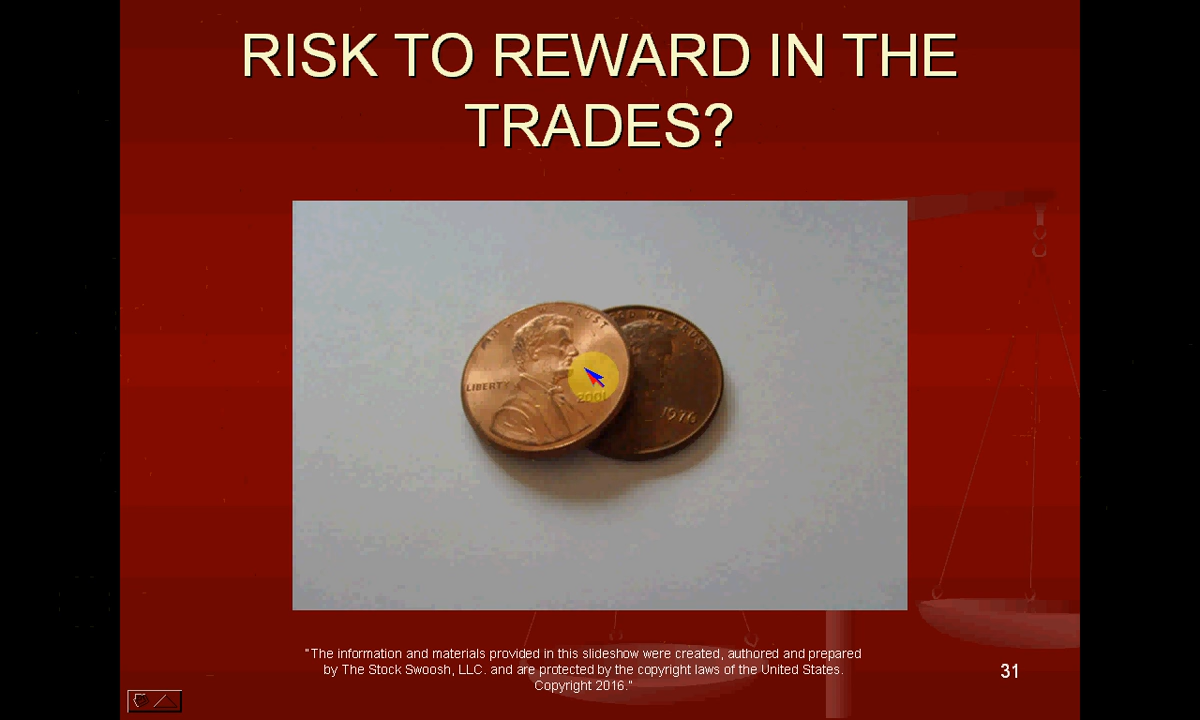 RISK TO REWARD IN THE
TRADES?
LIBERTY
1976
"The information and materials provided in this slideshow were created, authored and prepared
by The Stock Swoosh, LLC. and are protected by the copyright laws of the United States.
Copyright 2016."
31